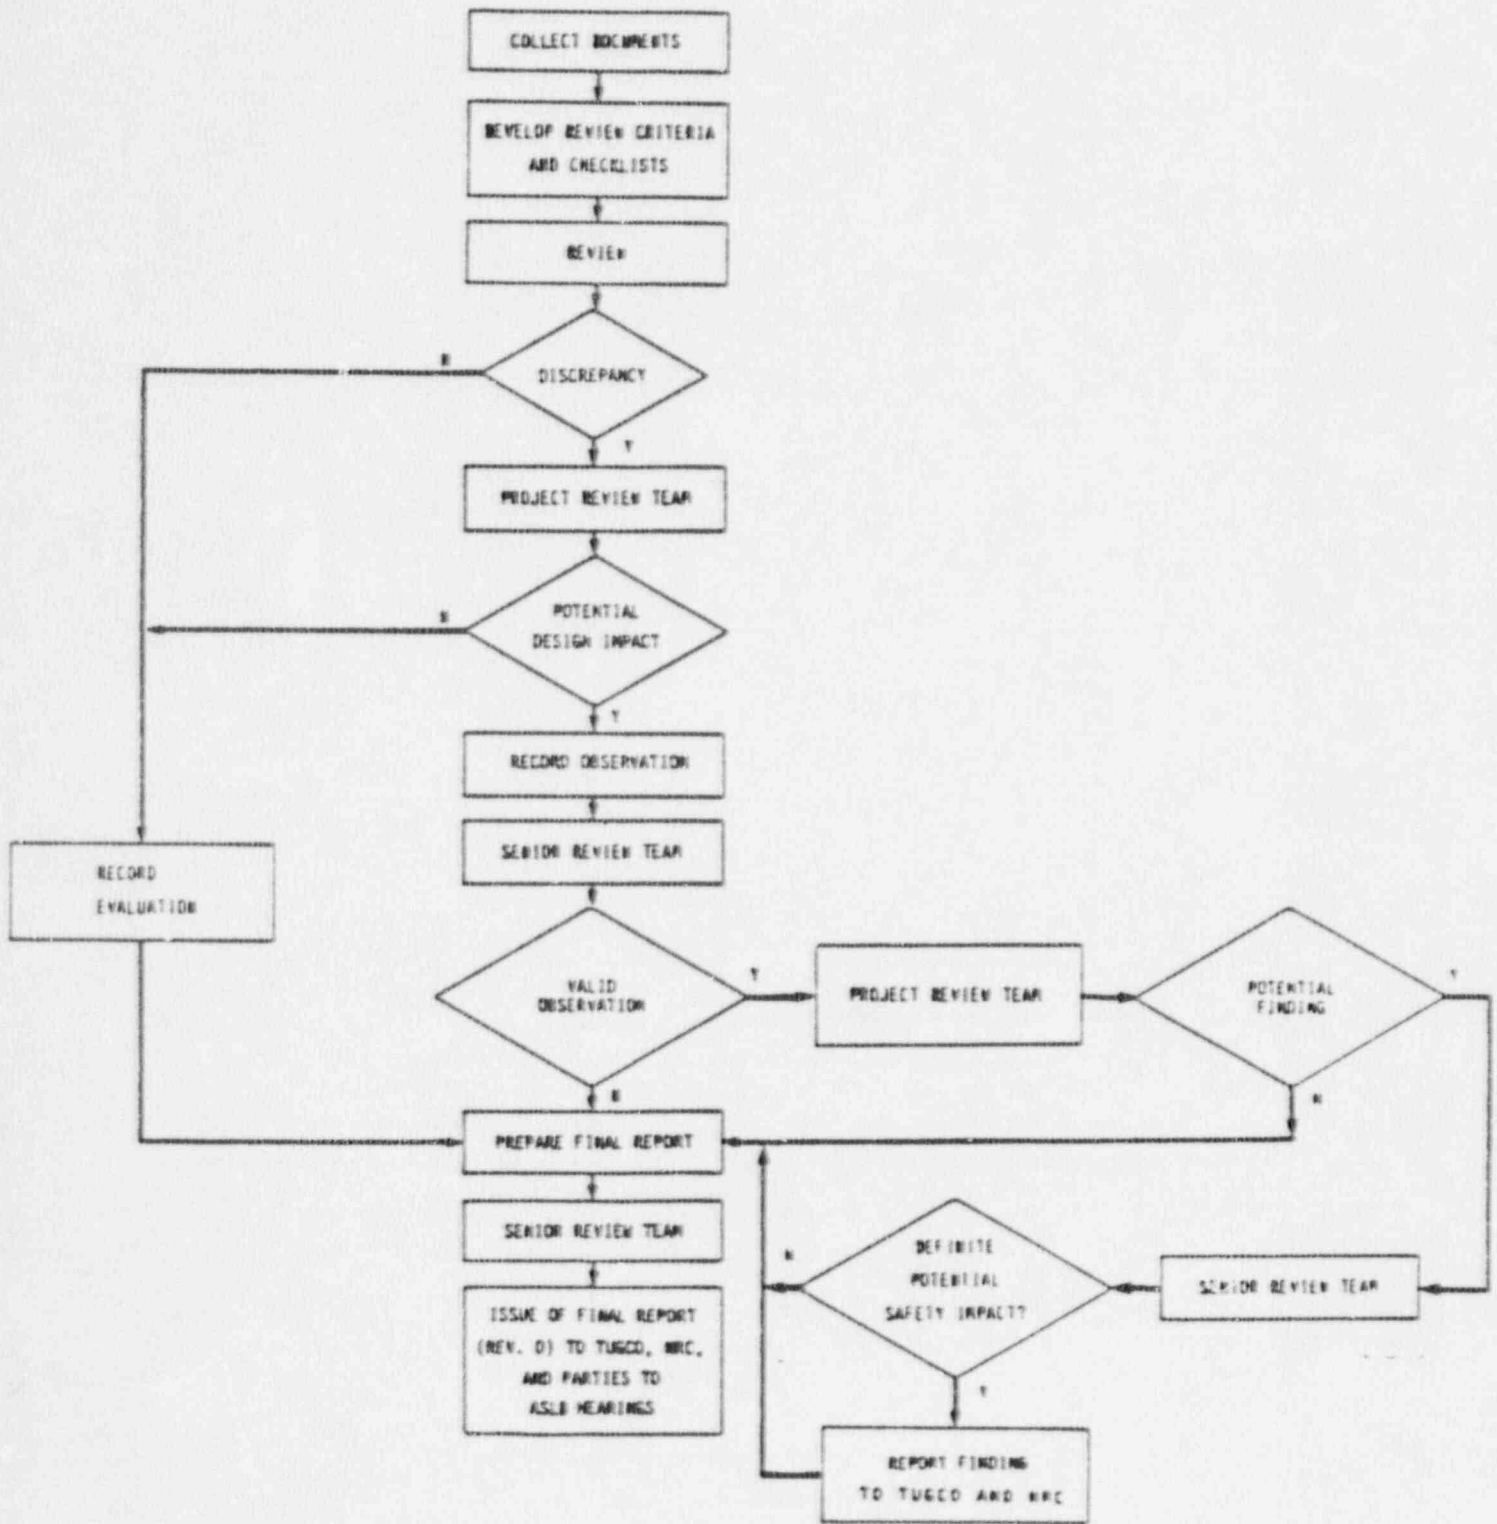 COLLECT DOCUMENTS
DEVELOP REVIEW CRITERIA
AND CHECKLISTS
REVIEW
N
DISCREPANCY
Y
PROJECT REVIEW TEAM
N
POTENTIAL
DESIGN IMPACT
Y
RECORD OBSERVATION
SENIOR REVIEW TEAM
RECORD
EVALUATION
VALID
OBSERVATION
Y
PROJECT REVIEW TEAM
POTENTIAL
FINDING
Y
N
N
PREPARE FINAL REPORT
SENIOR REVIEW TEAM
N
DEFINITE
POTENTIAL
SAFETY IMPACT?
SENIOR REVIEW TEAM
ISSUE OF FINAL REPORT
(REV. 0) TO TUGCO, NRC,
AND PARTIES TO
ASLB HEARINGS
Y
REPORT FINDING
TO TUGCO AND NRC